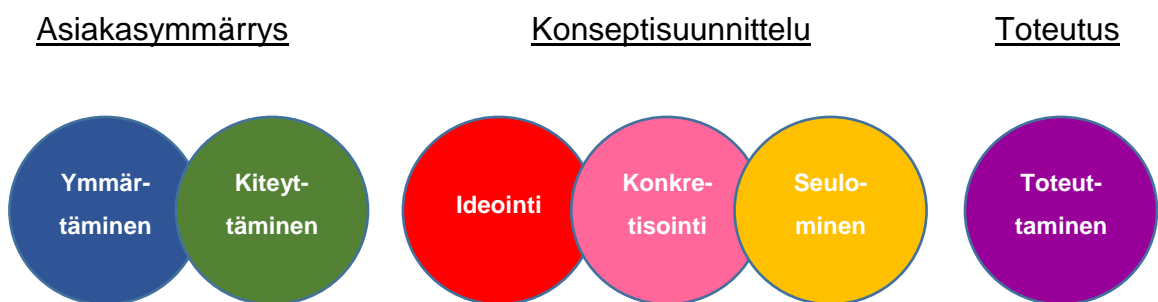 Asiakasymmärrys
Konseptisuunnittelu
Toteutus
Ymmär-
täminen
Kiteyt-
täminen
Ideointi
Konkre-
tisointi
Seulo-
minen
Toteut-
taminen